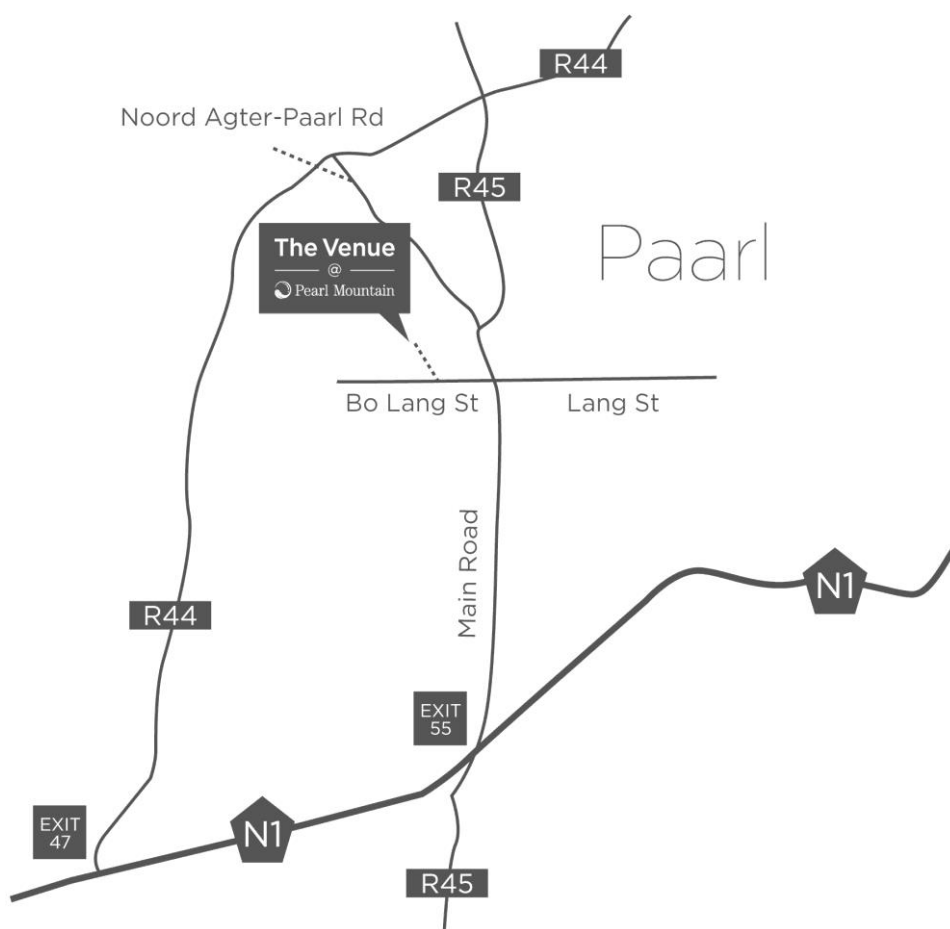 R44
Noord Agter-Paarl Rd
R45
The Venue
@
Pearl Mountain
Paarl
Bo Lang St
Lang St
Main Road
N1
R44
EXIT
55
EXIT
47
N1
R45